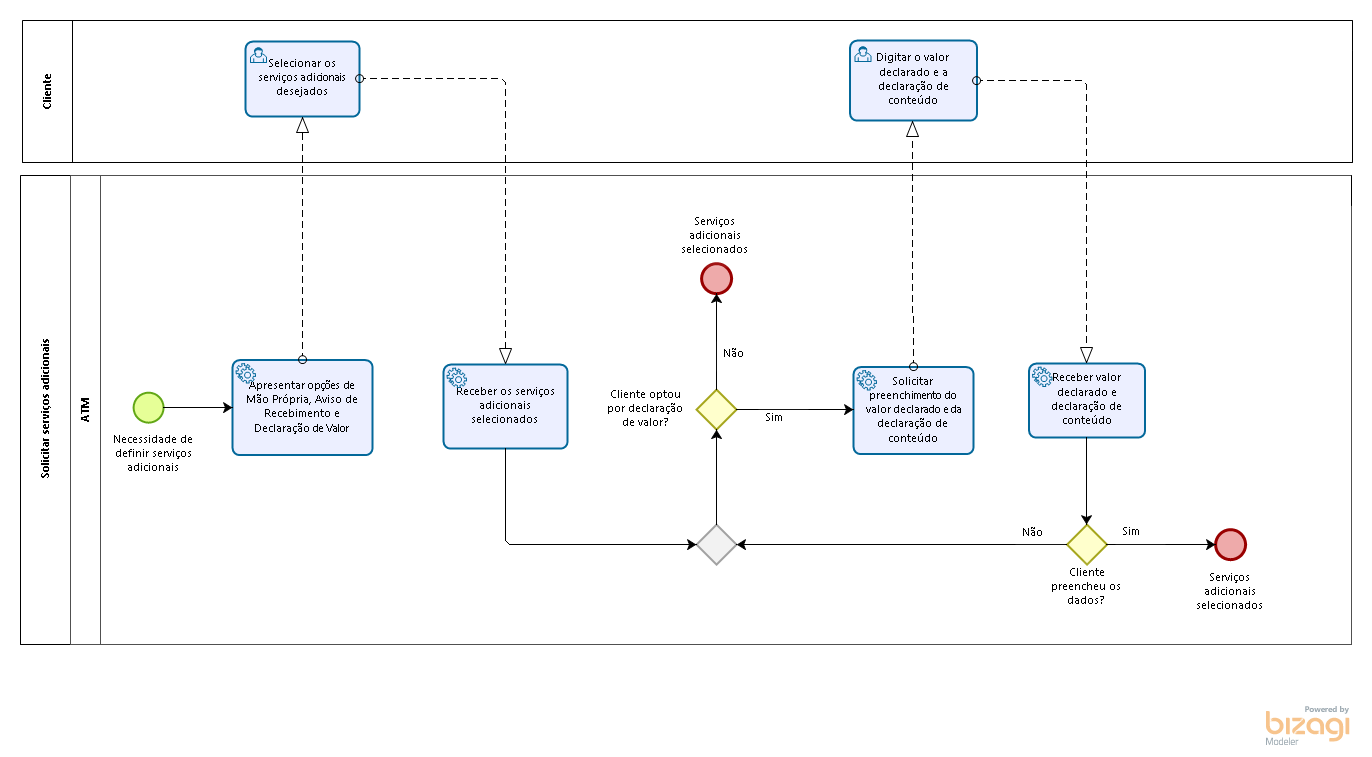 Cliente
Selecionar os
serviços adicionais
desejados
Digitar o valor
declarado e a
declaração de
conteúdo
Solicitar serviços adicionais
ATM
Necessidade de
definir serviços
adicionais
Apresentar opções de
Mão Própria, Aviso de
Recebimento e
Declaração de Valor
Receber os serviços
adicionais
selecionados
Serviços
adicionais
selecionados
Não
Cliente optou
por declaração
de valor?
Sim
Solicitar
preenchimento do
valor declarado e da
declaração de
conteúdo
Receber valor
declarado e
declaração de
conteúdo
Não
Sim
Cliente
preencheu os
dados?
Serviços
adicionais
selecionados
Powered by
bizagi
Modeler